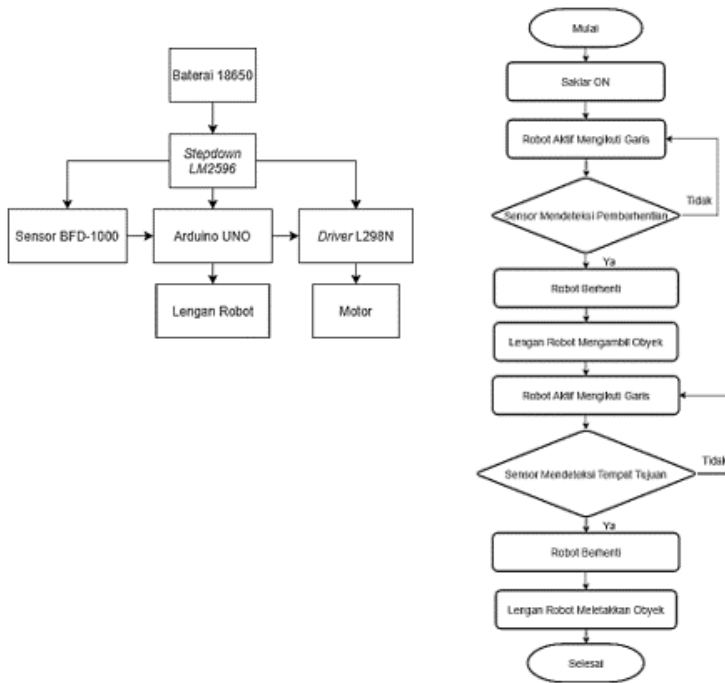 Baterai 18650
Stepdown
LM2596
Sensor BFD-1000
Arduino UNO
Driver L298N
Lengan Robot
Motor
Mulai
Saklar ON
Robot Aktif Mengikuti Garis
Sensor Mendeteksi Pemberhentian
Tidak
Ya
Robot Berhenti
Lengan Robot Mengambil Obyek
Robot Aktif Mengikuti Garis
Sensor Mendeteksi Tempat Tujuan
Tidak
Ya
Robot Berhenti
Lengan Robot Meletakkan Obyek
Selesai